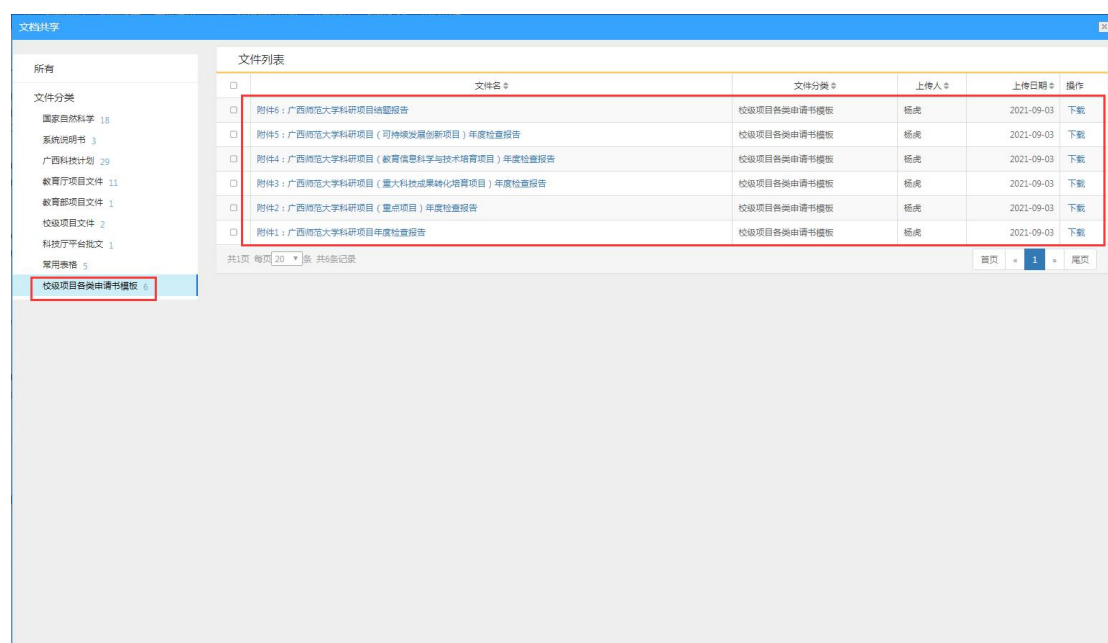 文档共享
所有
文件分类
国家自然科学 18
系统说明书 3
广西科技计划 29
教育厅项目文件 11
教育部项目文件 1
校级项目文件 2
科技厅平台批文 1
常用表格 5
校级项目各类申请书模板 6
文件列表
文件名 文件分类 上传人 上传日期 操作
附件6：广西师范大学科研项目结题报告 校级项目各类申请书模板 杨虎 2021-09-03 下载
附件5：广西师范大学科研项目（可持续发展创新项目）年度检查报告 校级项目各类申请书模板 杨虎 2021-09-03 下载
附件4：广西师范大学科研项目（教育信息科学与技术培育项目）年度检查报告 校级项目各类申请书模板 杨虎 2021-09-03 下载
附件3：广西师范大学科研项目（重大科技成果转化培育项目）年度检查报告 校级项目各类申请书模板 杨虎 2021-09-03 下载
附件2：广西师范大学科研项目（重点项目）年度检查报告 校级项目各类申请书模板 杨虎 2021-09-03 下载
附件1：广西师范大学科研项目年度检查报告 校级项目各类申请书模板 杨虎 2021-09-03 下载
共1页 每页 20 条 共6条记录 首页 « 1 » 尾页